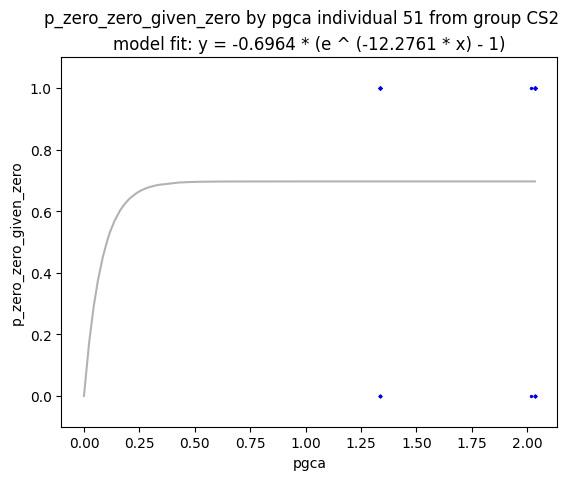 p_zero_zero_given_zero by pgca individual 51 from group CS2
model fit: y = -0.6964 * (e ^ (-12.2761 * x) - 1)
1.0
0.8
0.6
0.4
0.2
0.0
p_zero_zero_given_zero
0.00 0.25 0.50 0.75 1.00 1.25 1.50 1.75 2.00
pgca